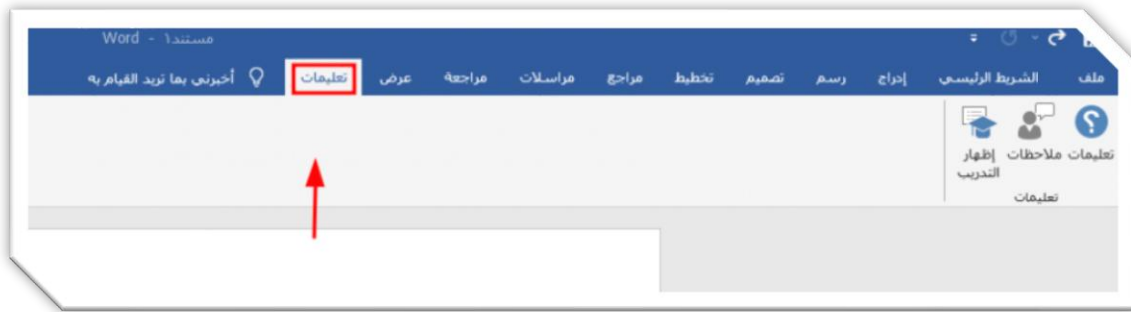 مستند١ - Word
ملف الشريط الرئيسي إدراج رسم تصميم تخطيط مراجع مراسلات مراجعة عرض تعليمات أخبرني بما تريد القيام به
تعليمات ملاحظات إظهار
التدريب
تعليمات